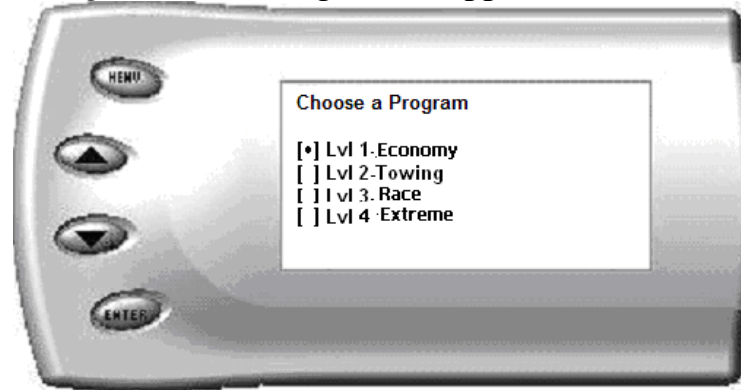 MENU
Choose a Program
[•] Lvl 1-Economy
[ ] Lvl 2-Towing
[ ] Lvl 3. Race
[ ] Lvl 4 Extreme
ENTER